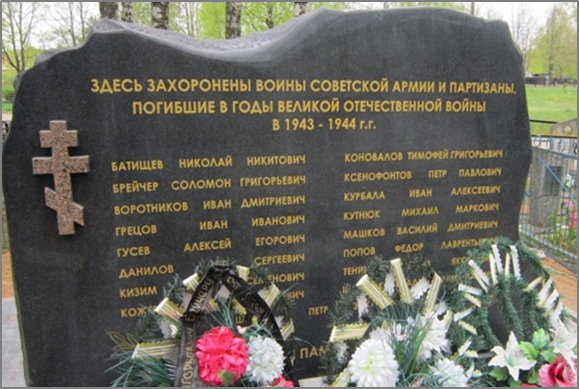 ЗДЕСЬ ЗАХОРОНЕНЫ ВОИНЫ СОВЕТСКОЙ АРМИИ И ПАРТИЗАНЫ,
ПОГИБШИЕ В ГОДЫ ВЕЛИКОЙ ОТЕЧЕСТВЕННОЙ ВОЙНЫ
В 1943 - 1944 г.г.
БАТИЩЕВ НИКОЛАЙ НИКИТОВИЧ
БРЕЙЧЕР СОЛОМОН ГРИГОРЬЕВИЧ
ВОРОТНИКОВ ИВАН ДМИТРИЕВИЧ
ГРЕЦОВ ИВАН ИВАНОВИЧ
ГУСЕВ АЛЕКСЕЙ ЕГОРОВИЧ
ДАНИЛОВ СЕРГЕЕВИЧ
КИЗИМ
КОНОВАЛОВ ТИМОФЕЙ ГРИГОРЬЕВИЧ
КСЕНОФОНТОВ ПЕТР ПАВЛОВИЧ
КУРБАЛА ИВАН АЛЕКСЕЕВИЧ
КУТНЮК МИХАИЛ МАРКОВИЧ
МАШКОВ ВАСИЛИЙ ДМИТРИЕВИЧ
ПОПОВ ФЕДОР